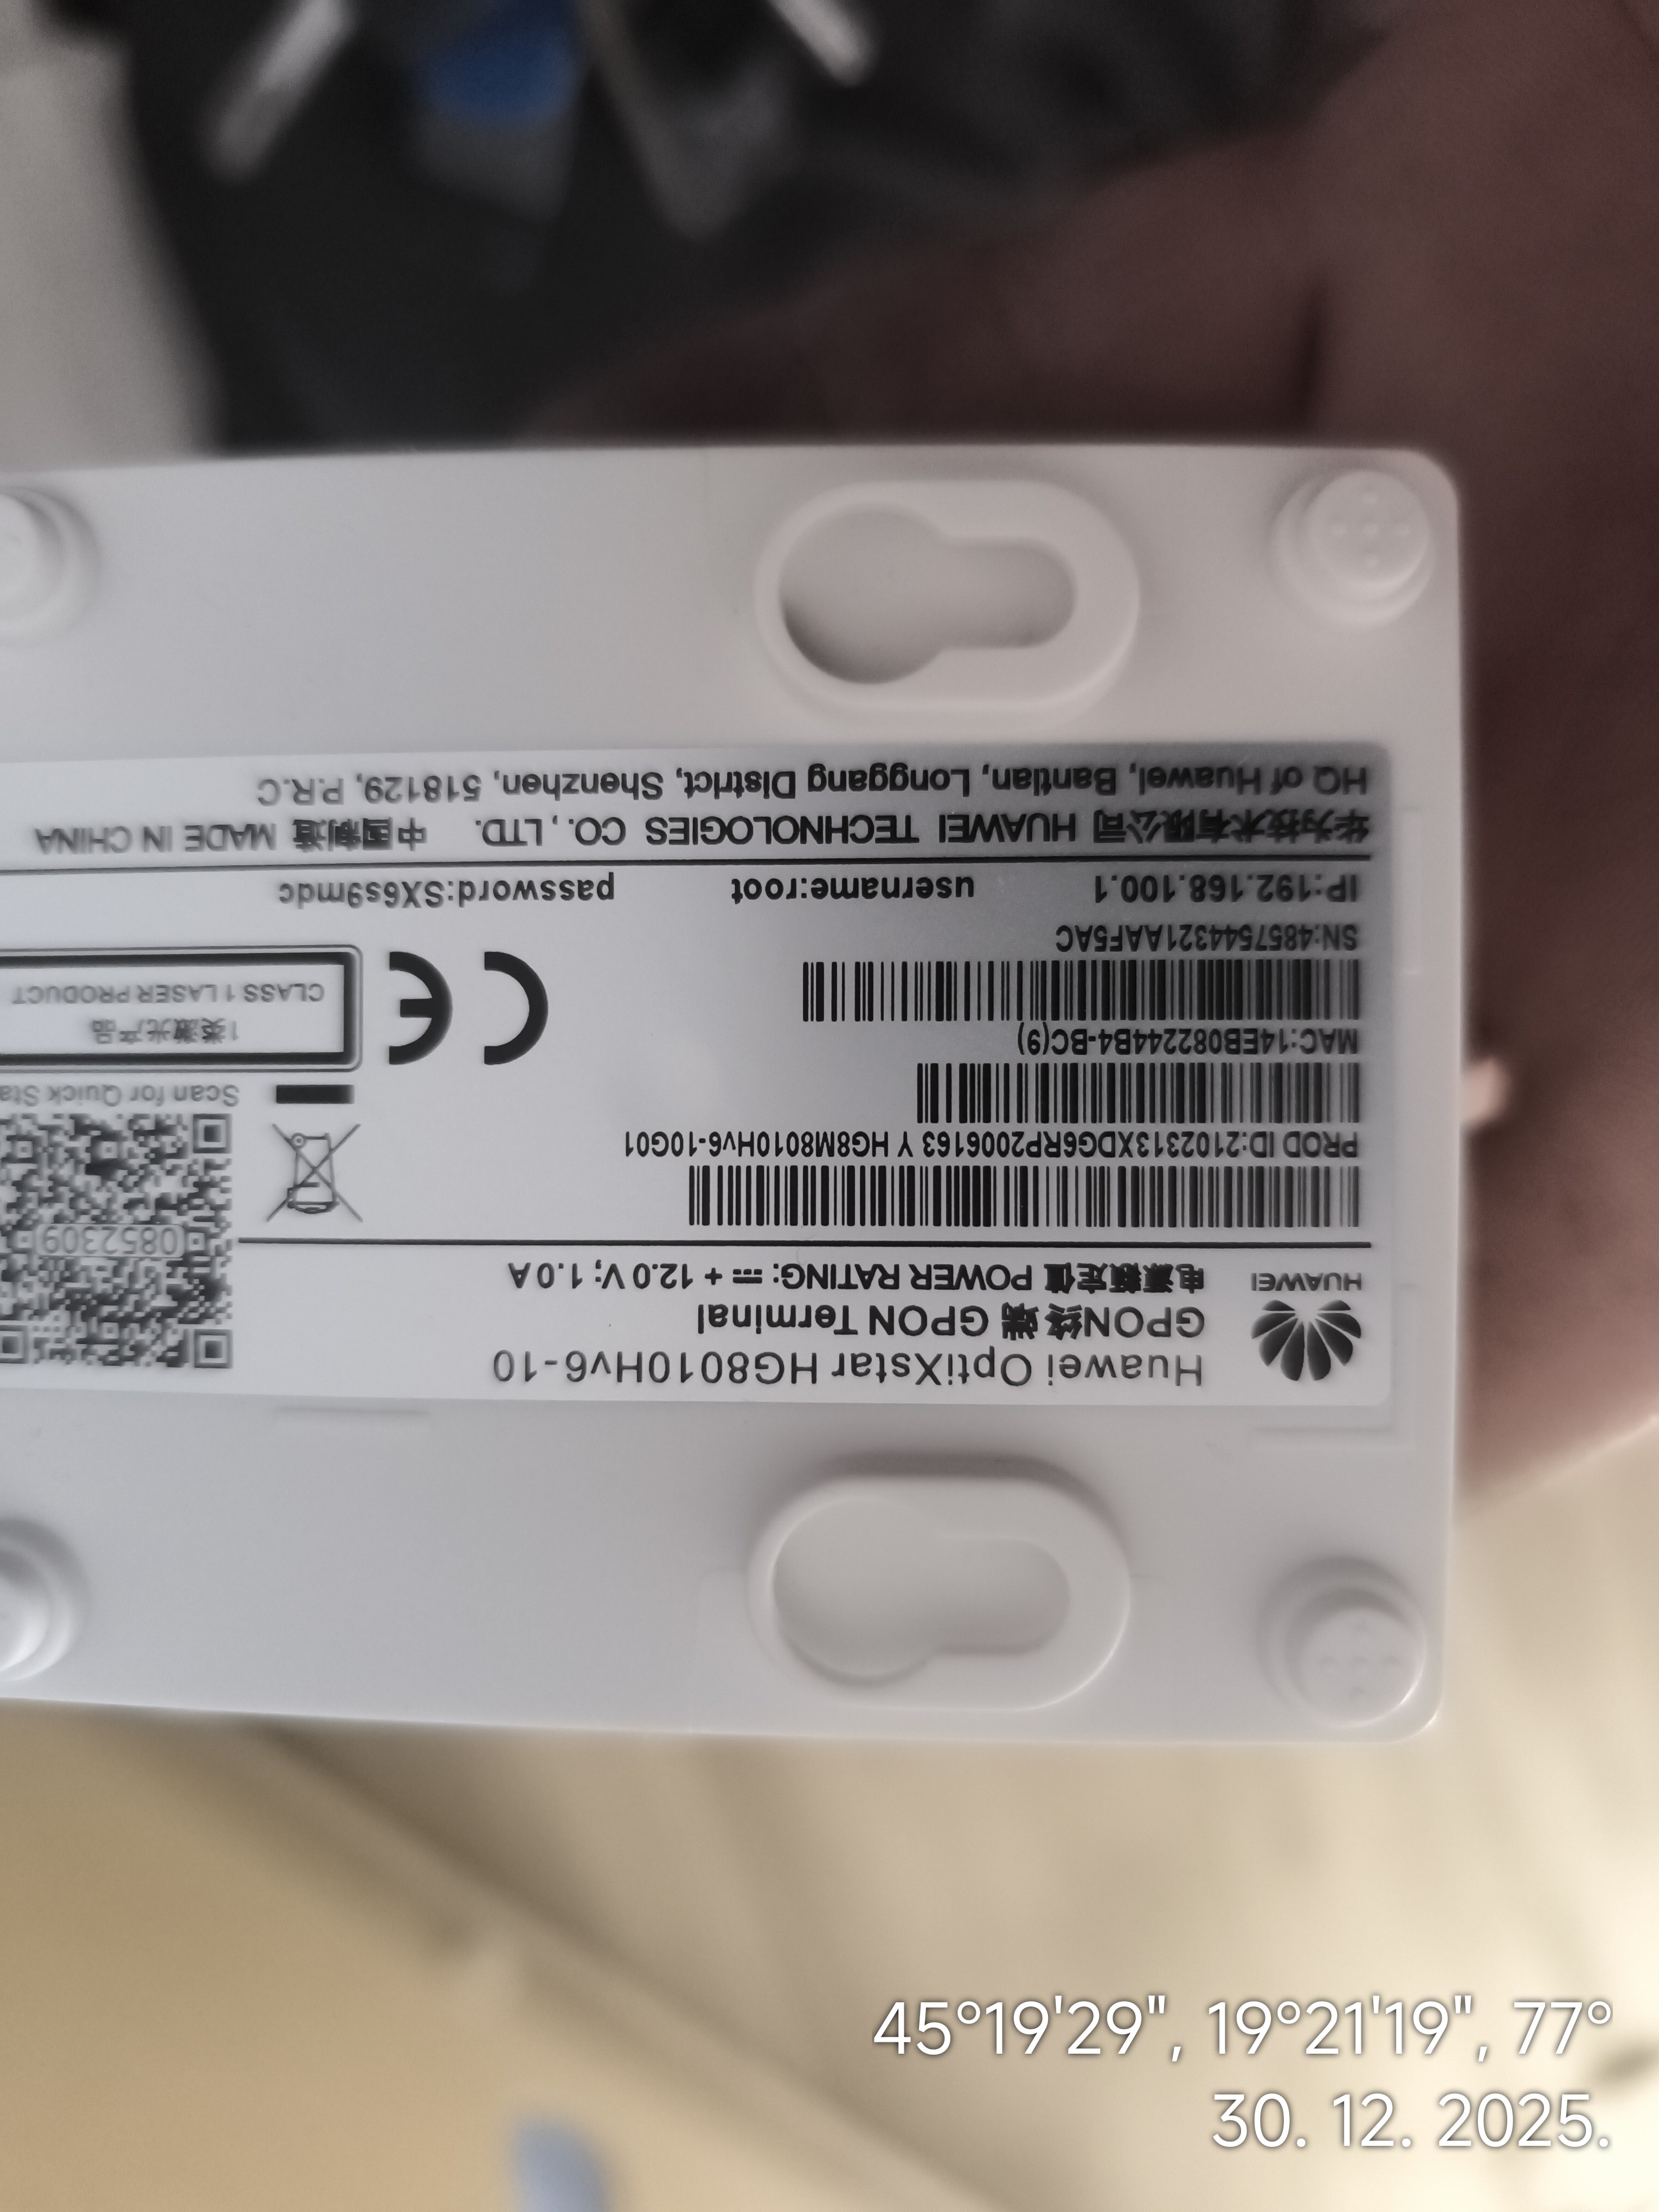 Huawei OptiXstar HG8010Hv6-10
GPON终端 GPON Terminal
电源额定值 POWER RATING: ⎓ + 12.0 V; 1.0 A
HUAWEI
0852309
PROD ID:2102313XDG6RP2006163 Y HG8M8010Hv6-10G01
Scan for Quick
MAC:14EB082244B4-BC(9)
1类激光产品
CLASS 1 LASER PRODUCT
CE
SN:4857544321AAF5AC
IP:192.168.100.1 username:root password:SX6s9mdc
华为技术有限公司 HUAWEI TECHNOLOGIES CO., LTD. 中国制造 MADE IN CHINA
HQ of Huawei, Bantian, Longgang District, Shenzhen, 518129, P.R.C
45°19'29", 19°21'19", 77°
30. 12. 2025.